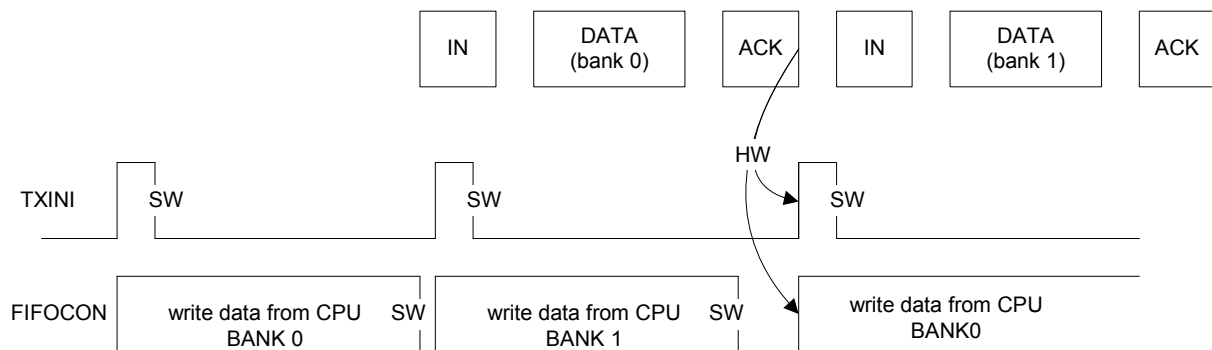 IN
DATA
(bank 0)
ACK
IN
DATA
(bank 1)
ACK
HW
TXINI
SW
SW
SW
FIFOCON
write data from CPU
BANK 0
SW
write data from CPU
BANK 1
SW
write data from CPU
BANK0